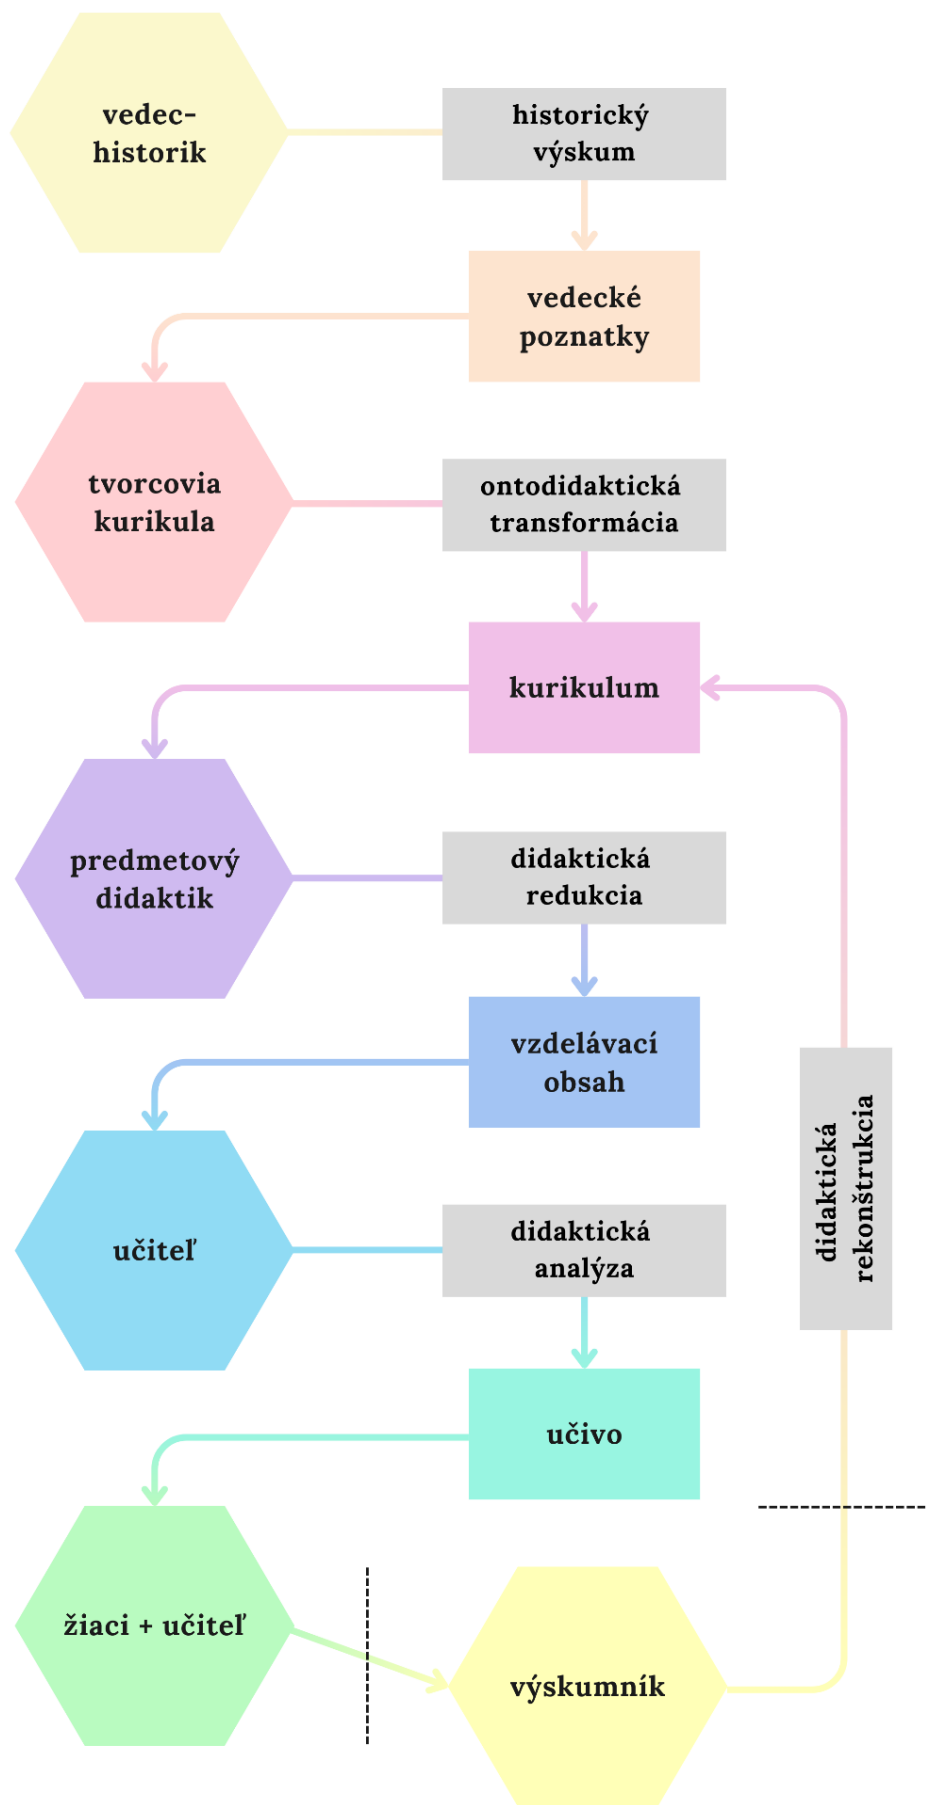 vedec-
historik
historický
výskum
vedecké
poznatky
tvorcovia
kurikula
ontodidaktická
transformácia
kurikulum
predmetový
didaktik
didaktická
redukcia
vzdelávací
obsah
didaktická
rekonštrukcia
učiteľ
didaktická
analýza
učivo
žiaci + učiteľ
výskumník